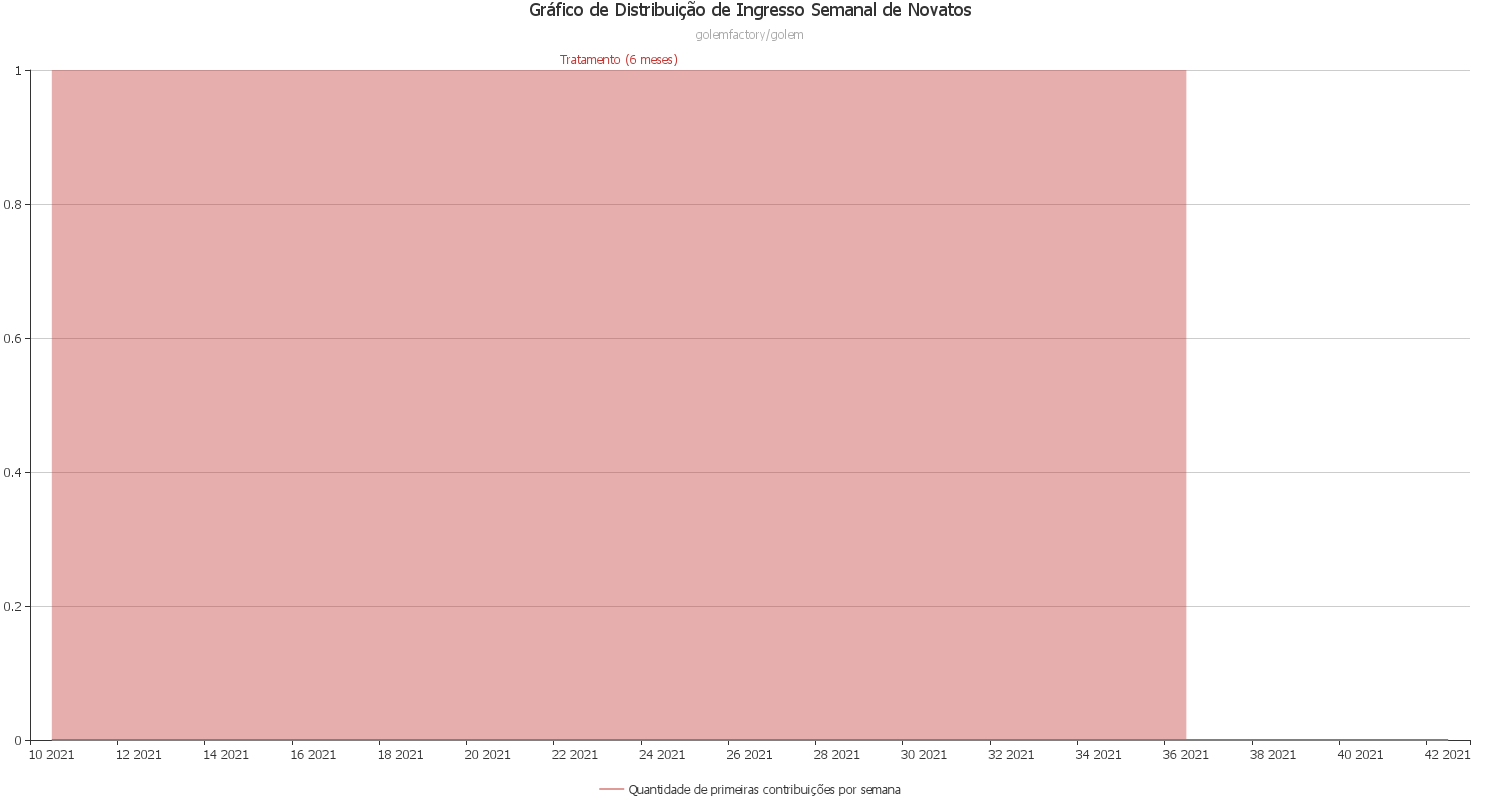 Gráfico de Distribuição de Ingresso Semanal de Novatos
golemfactory/golem
Tratamento (6 meses)
1
0.8
0.6
0.4
0.2
0
10 2021 12 2021 14 2021 16 2021 18 2021 20 2021 22 2021 24 2021 26 2021 28 2021 30 2021 32 2021 34 2021 36 2021 38 2021 40 2021 42 2021
Quantidade de primeiras contribuições por semana